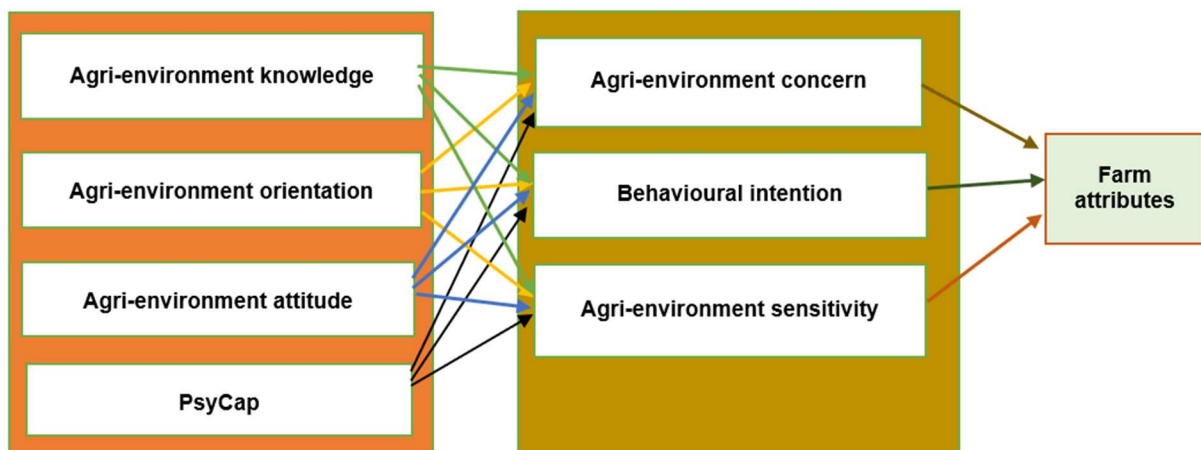 Agri-environment knowledge
Agri-environment orientation
Agri-environment attitude
PsyCap
Agri-environment concern
Behavioural intention
Agri-environment sensitivity
Farm
attributes